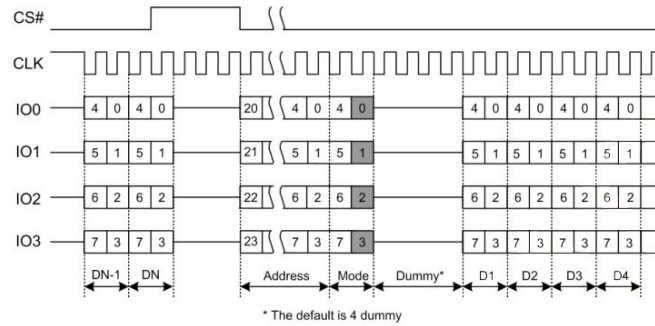 CS#
CLK
IO0 4 0 4 0 20 4 0 4 0 4 0 4 0 4 0 4 0
IO1 5 1 5 1 21 5 1 5 1 5 1 5 1 5 1 5 1
IO2 6 2 6 2 22 6 2 6 2 6 2 6 2 6 2 6 2
IO3 7 3 7 3 23 7 3 7 3 7 3 7 3 7 3 7 3
DN-1 DN Address Mode Dummy* D1 D2 D3 D4
* The default is 4 dummy